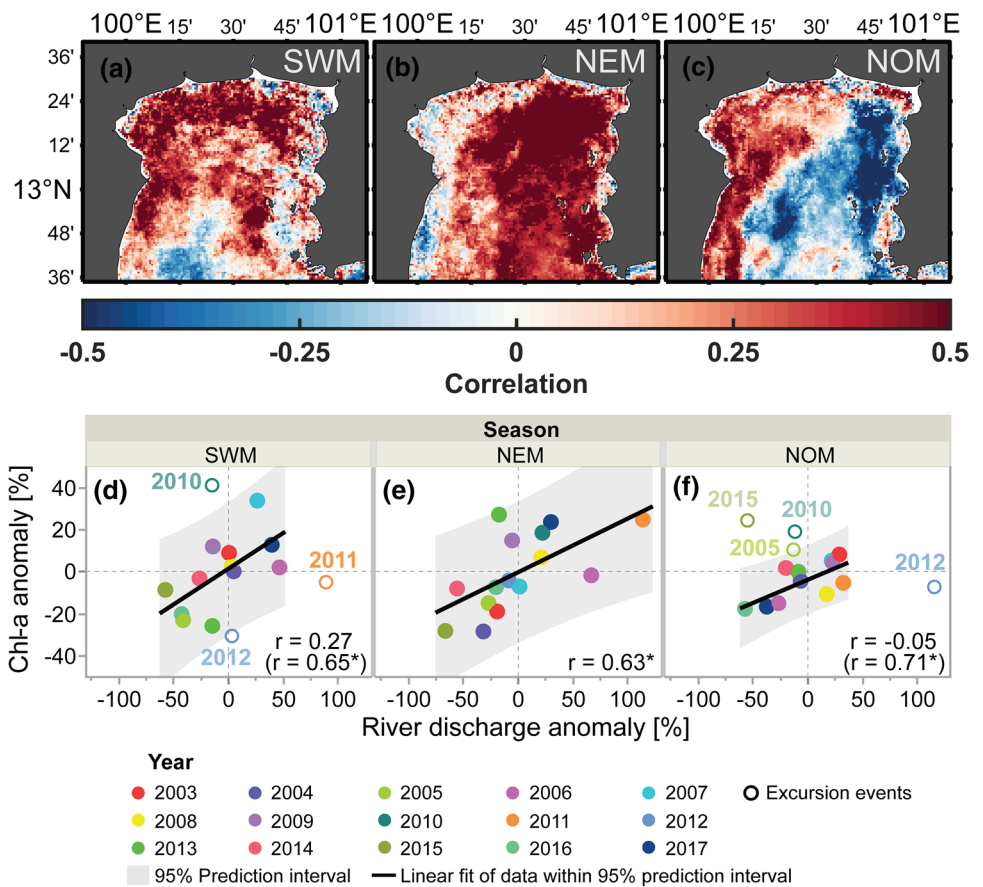 100°E 15' 30' 45' 101°E 100°E 15' 30' 45' 101°E 100°E 15' 30' 45' 101°E
36' (a) SWM (b) NEM (c) NOM
24'
12'
13°N
48'
36'
-0.5 -0.25 0 0.25 0.5
Correlation
Season
SWM NEM NOM
Chl-a anomaly [%]
40 20 0 -20 -40
(d) 2010 2011 2012
r = 0.27
(r = 0.65*)
(e)
r = 0.63*
(f) 2015 2010 2005 2012
r = -0.05
(r = 0.71*)
-100 -50 0 50 100 -100 -50 0 50 100 -100 -50 0 50 100
River discharge anomaly [%]
Year
2003 2004 2005 2006 2007 Excursion events
2008 2009 2010 2011 2012
2013 2014 2015 2016 2017
95% Prediction interval Linear fit of data within 95% prediction interval